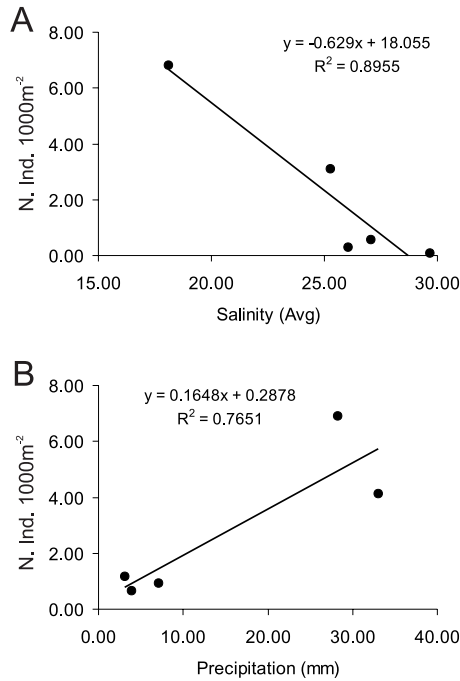 A
y = -0.629x + 18.055
R² = 0.8955
N. Ind. 1000m⁻²
8.00
6.00
4.00
2.00
0.00
15.00 20.00 25.00 30.00
Salinity (Avg)
B
y = 0.1648x + 0.2878
R² = 0.7651
N. Ind. 1000m⁻²
8.00
6.00
4.00
2.00
0.00
0.00 10.00 20.00 30.00 40.00
Precipitation (mm)